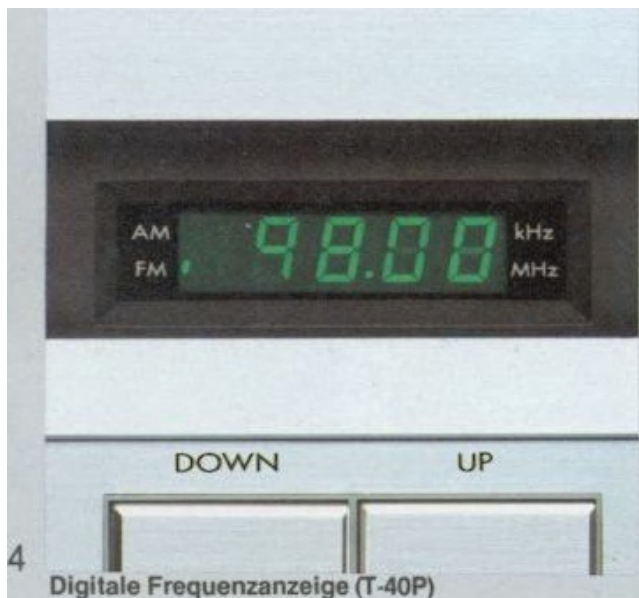 AM 98.00 kHz
FM MHz
DOWN UP
4
Digitale Frequenzanzeige (T-40P)